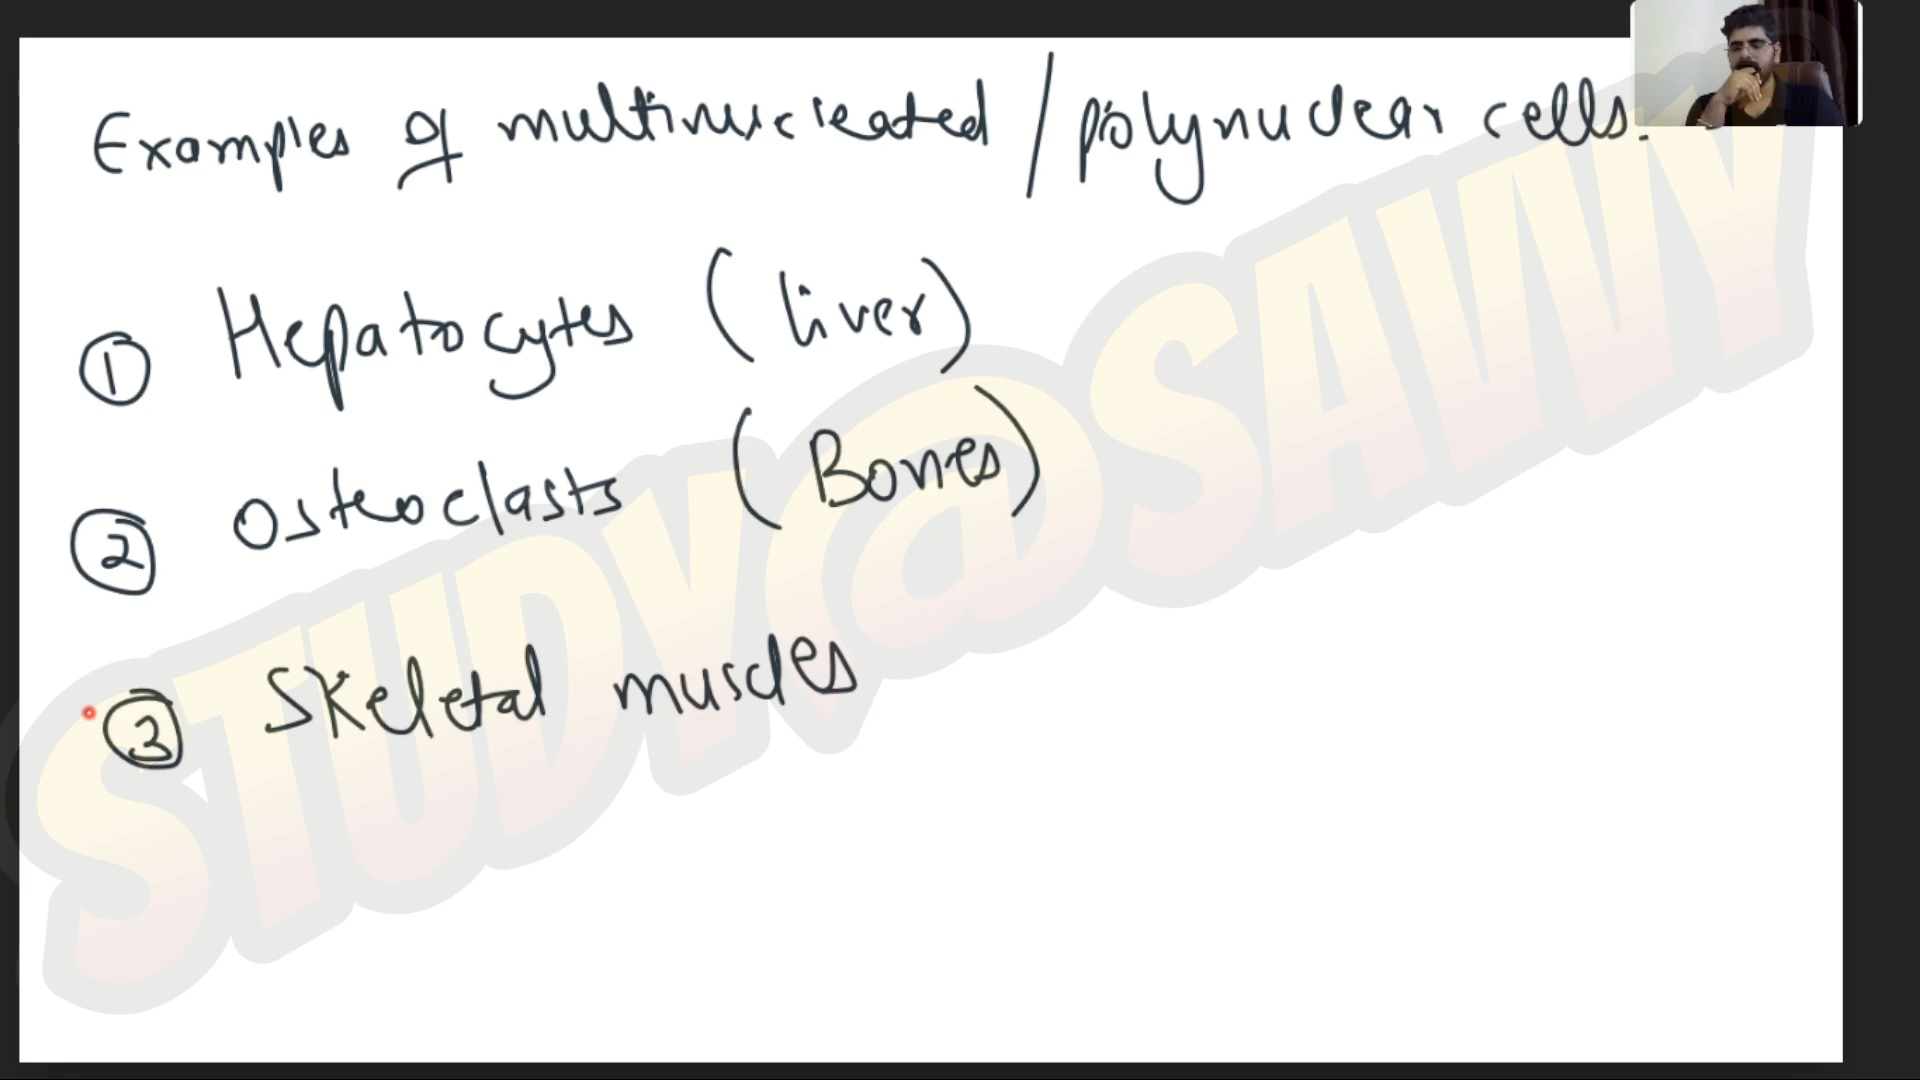 Examples of multinucleated / polynuclear cells.
① Hepatocytes (liver)
② Osteoclasts (Bones)
③ Skeletal muscles
STUDY@SAVVY